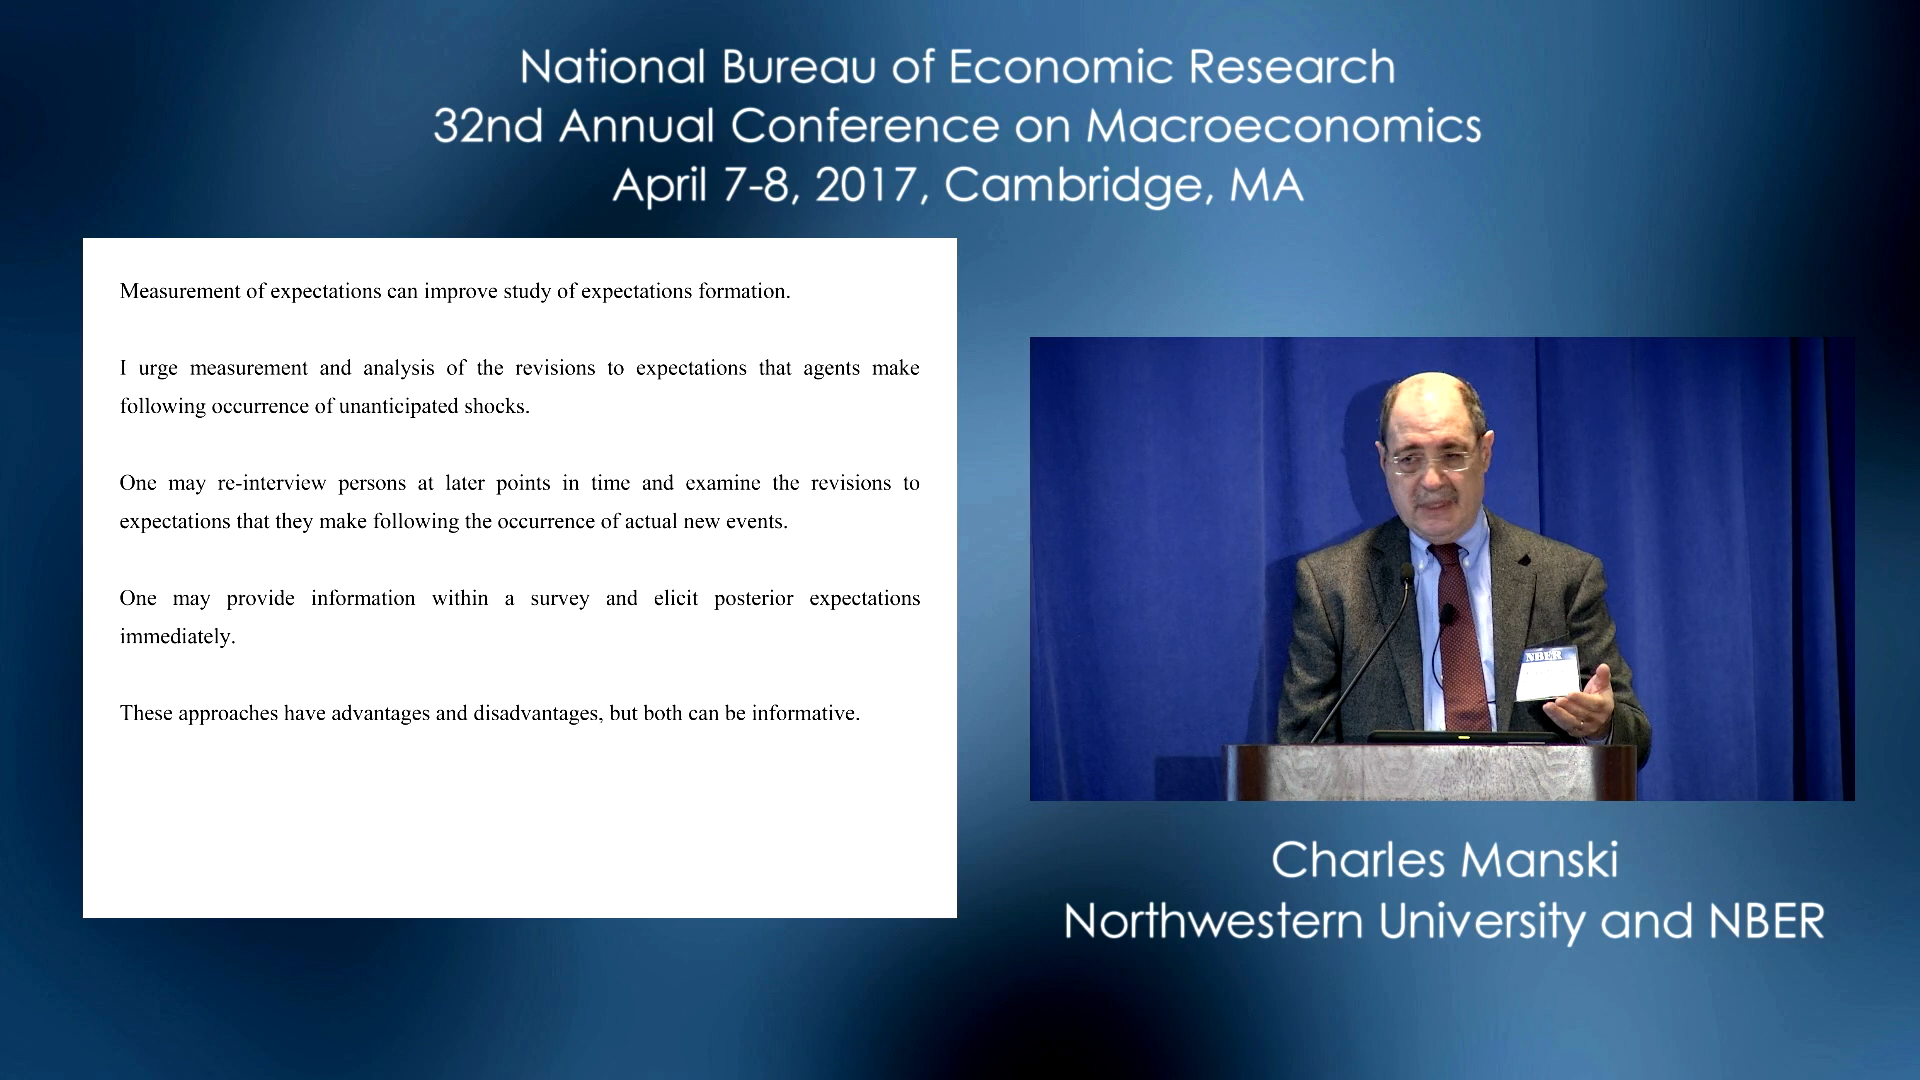 National Bureau of Economic Research
32nd Annual Conference on Macroeconomics
April 7-8, 2017, Cambridge, MA
Measurement of expectations can improve study of expectations formation.
I urge measurement and analysis of the revisions to expectations that agents make
following occurrence of unanticipated shocks.
One may re-interview persons at later points in time and examine the revisions to
expectations that they make following the occurrence of actual new events.
One may provide information within a survey and elicit posterior expectations
immediately.
These approaches have advantages and disadvantages, but both can be informative.
NBER
Charles Manski
Northwestern University and NBER